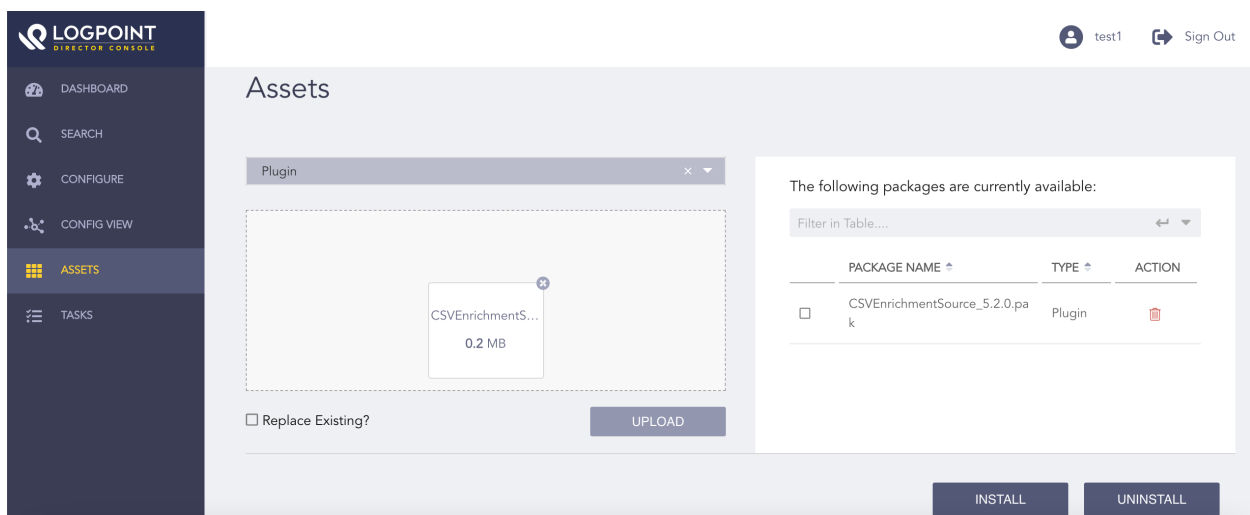 LOGPOINT
DIRECTOR CONSOLE
test1
Sign Out
DASHBOARD
SEARCH
CONFIGURE
CONFIG VIEW
ASSETS
TASKS
Assets
Plugin
CSVEnrichmentS...
0.2 MB
Replace Existing?
UPLOAD
The following packages are currently available:
Filter in Table....
PACKAGE NAME TYPE ACTION
CSVEnrichmentSource_5.2.0.pa
k
Plugin
INSTALL
UNINSTALL